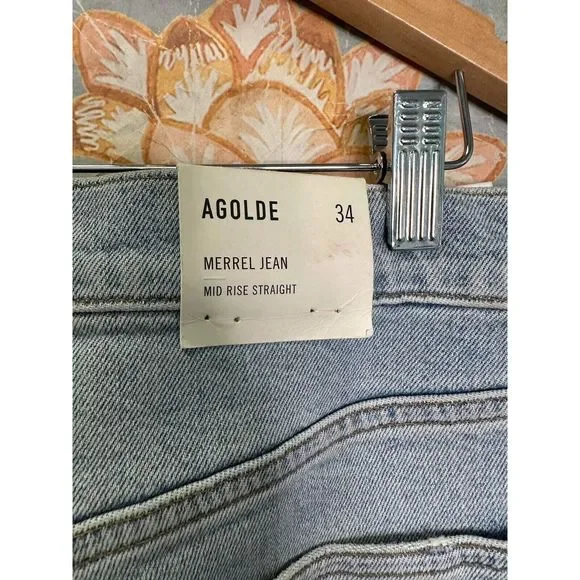 AGOLDE 34
MERREL JEAN
MID RISE STRAIGHT